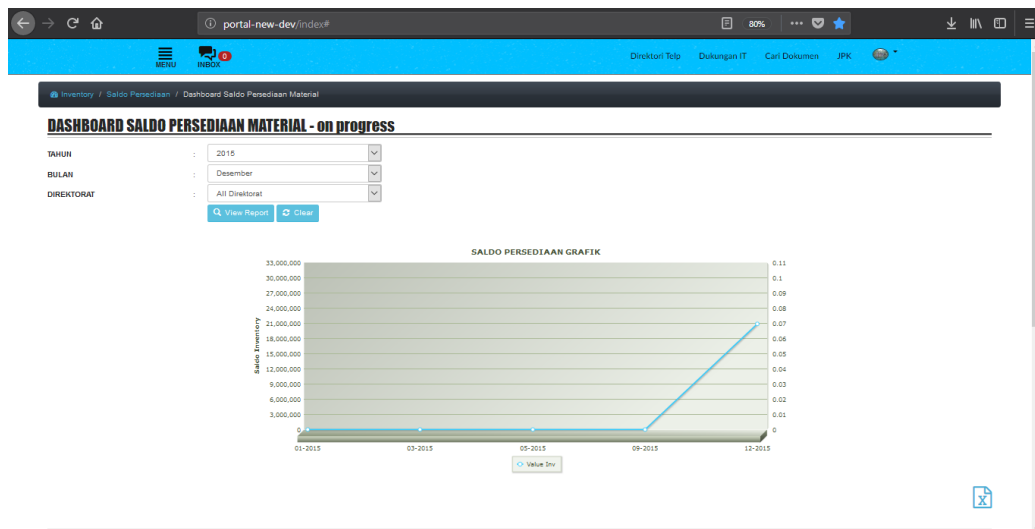 portal-new-dev/index#
80%
MENU
INBOX
0
Direktori Telp
Dukungan IT
Cari Dokumen
JPK
Inventory / Saldo Persediaan / Dashboard Saldo Persediaan Material
DASHBOARD SALDO PERSEDIAAN MATERIAL - on progress
TAHUN : 2015
BULAN : Desember
DIREKTORAT : All Direktorat
View Report
Clear
SALDO PERSEDIAAN GRAFIK
33,000,000
30,000,000
27,000,000
24,000,000
21,000,000
18,000,000
15,000,000
12,000,000
9,000,000
6,000,000
3,000,000
0
Saldo Inventory
0.11
0.1
0.09
0.08
0.07
0.06
0.05
0.04
0.03
0.02
0.01
0
01-2015
03-2015
05-2015
09-2015
12-2015
Value Inv
X